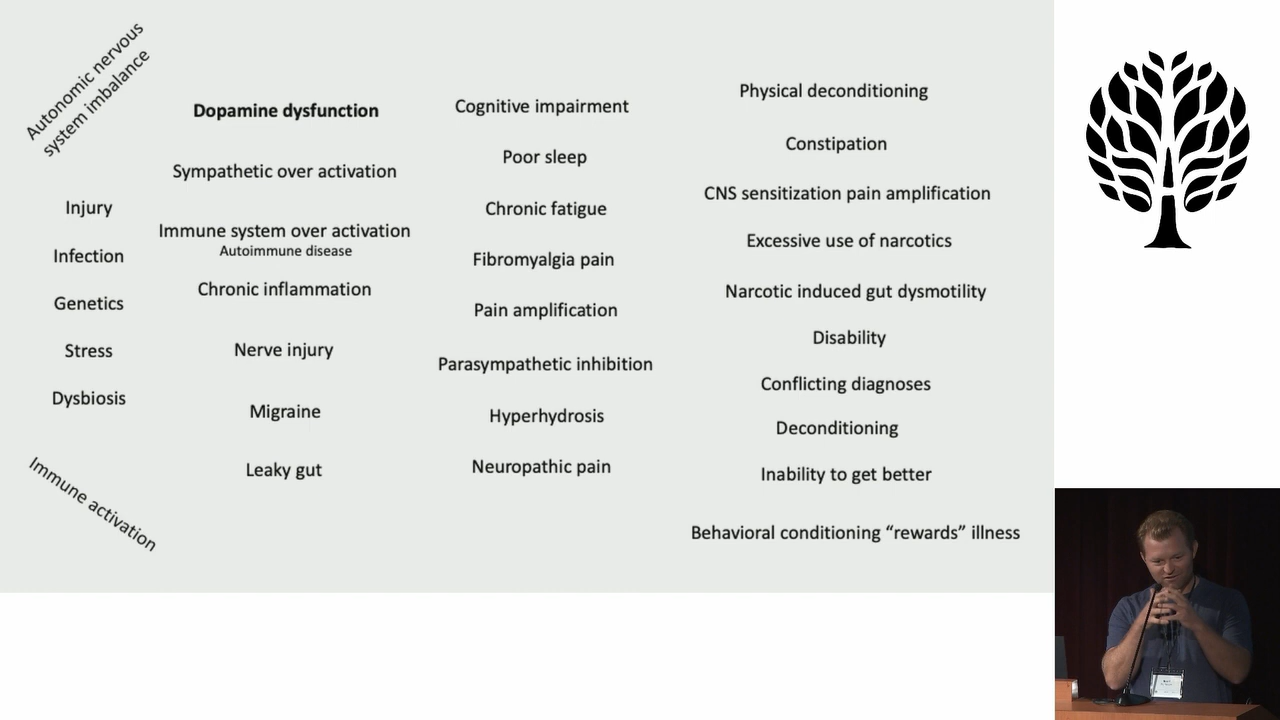 Autonomic nervous
system imbalance
Injury
Infection
Genetics
Stress
Dysbiosis
Immune activation
Dopamine dysfunction
Sympathetic over activation
Immune system over activation
Autoimmune disease
Chronic inflammation
Nerve injury
Migraine
Leaky gut
Cognitive impairment
Poor sleep
Chronic fatigue
Fibromyalgia pain
Pain amplification
Parasympathetic inhibition
Hyperhydrosis
Neuropathic pain
Physical deconditioning
Constipation
CNS sensitization pain amplification
Excessive use of narcotics
Narcotic induced gut dysmotility
Disability
Conflicting diagnoses
Deconditioning
Inability to get better
Behavioral conditioning “rewards” illness